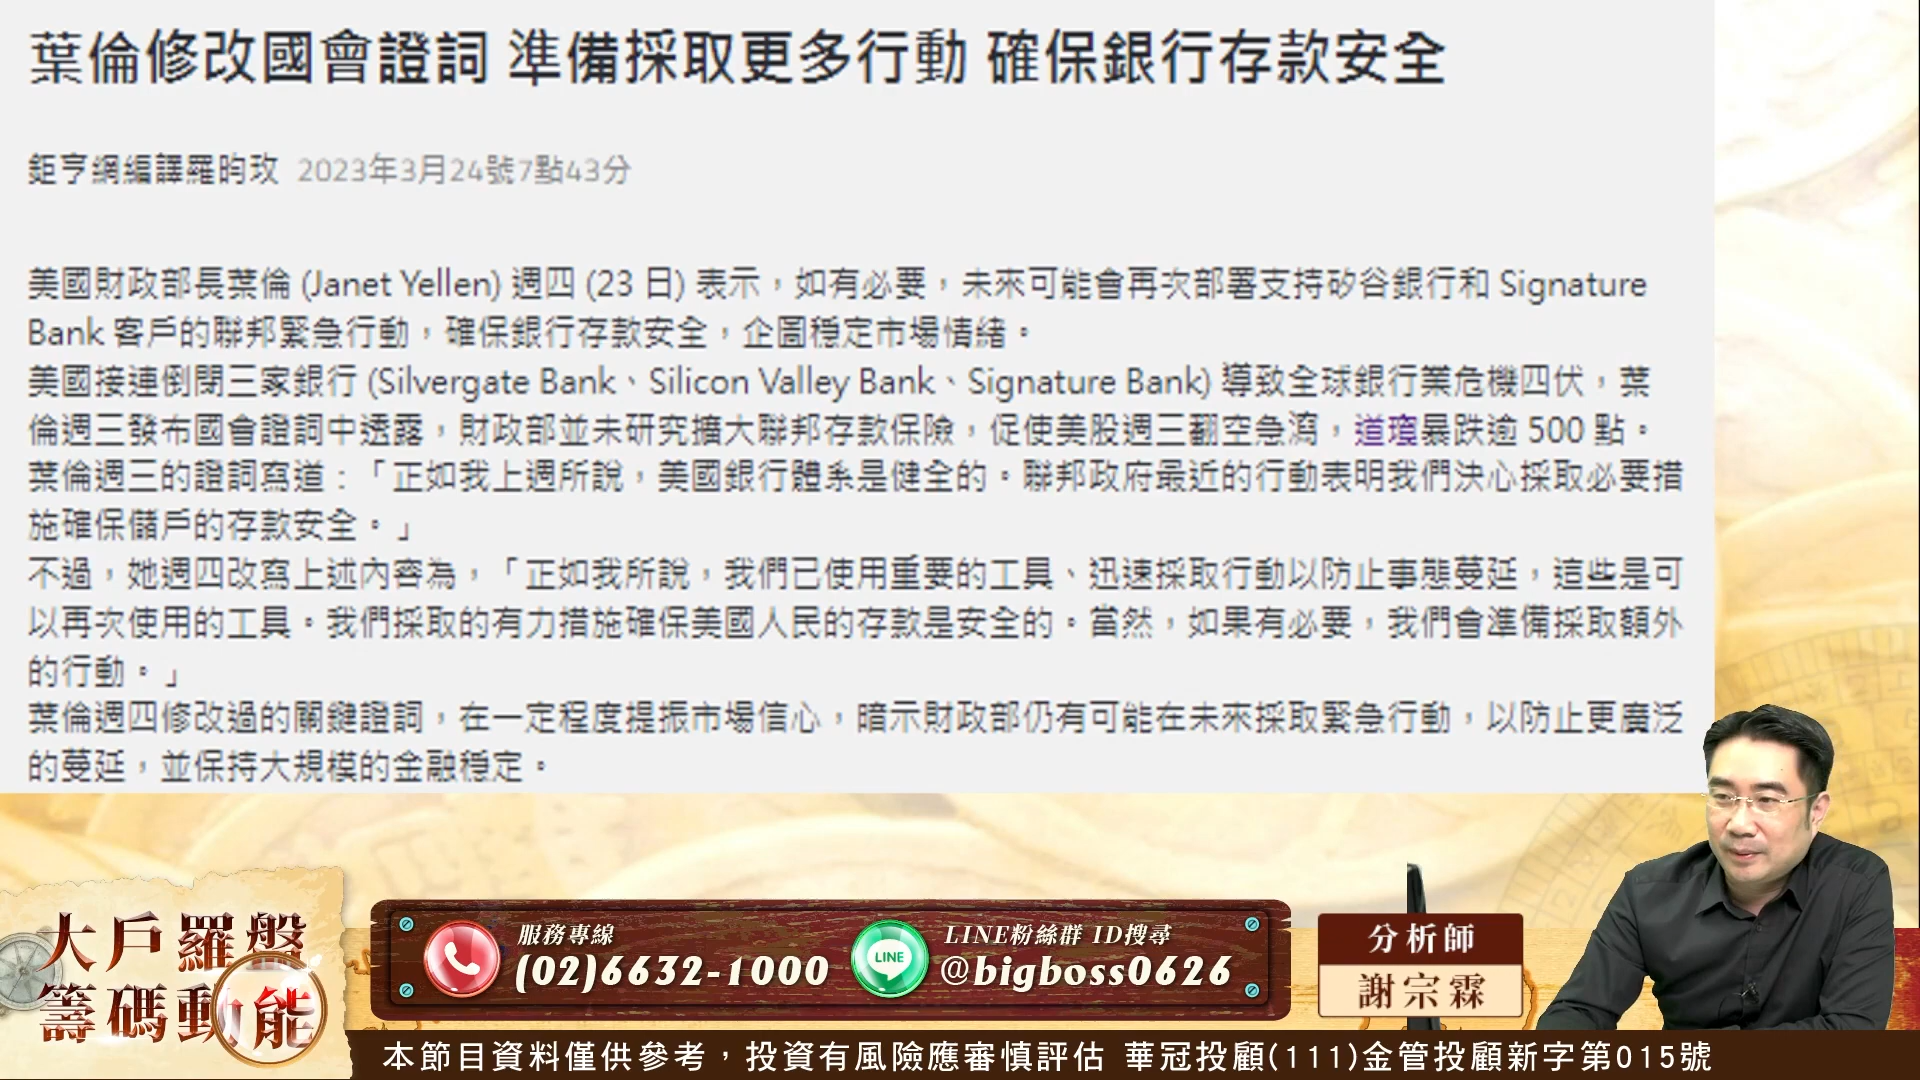 葉倫修改國會證詞 準備採取更多行動 確保銀行存款安全
鉅亨網編譯羅昀玫 2023年3月24號7點43分
美國財政部長葉倫 (Janet Yellen) 週四 (23 日) 表示，如有必要，未來可能會再次部署支持矽谷銀行和 Signature
Bank 客戶的聯邦緊急行動，確保銀行存款安全，企圖穩定市場情緒。
美國接連倒閉三家銀行 (Silvergate Bank、Silicon Valley Bank、Signature Bank) 導致全球銀行業危機四伏，葉
倫週三發布國會證詞中透露，財政部並未研究擴大聯邦存款保險，促使美股週三翻空急瀉，道瓊暴跌逾 500 點。
葉倫週三的證詞寫道：「正如我上週所說，美國銀行體系是健全的。聯邦政府最近的行動表明我們決心採取必要措
施確保儲戶的存款安全。」
不過，她週四改寫上述內容為，「正如我所說，我們已使用重要的工具、迅速採取行動以防止事態蔓延，這些是可
以再次使用的工具。我們採取的有力措施確保美國人民的存款是安全的。當然，如果有必要，我們會準備採取額外
的行動。」
葉倫週四修改過的關鍵證詞，在一定程度提振市場信心，暗示財政部仍有可能在未來採取緊急行動，以防止更廣泛
的蔓延，並保持大規模的金融穩定。
大戶羅盤
籌碼動能
服務專線
(02)6632-1000
LINE
LINE粉絲群 ID搜尋
@bigboss0626
分析師
謝宗霖
本節目資料僅供參考，投資有風險應審慎評估 華冠投顧(111)金管投顧新字第015號